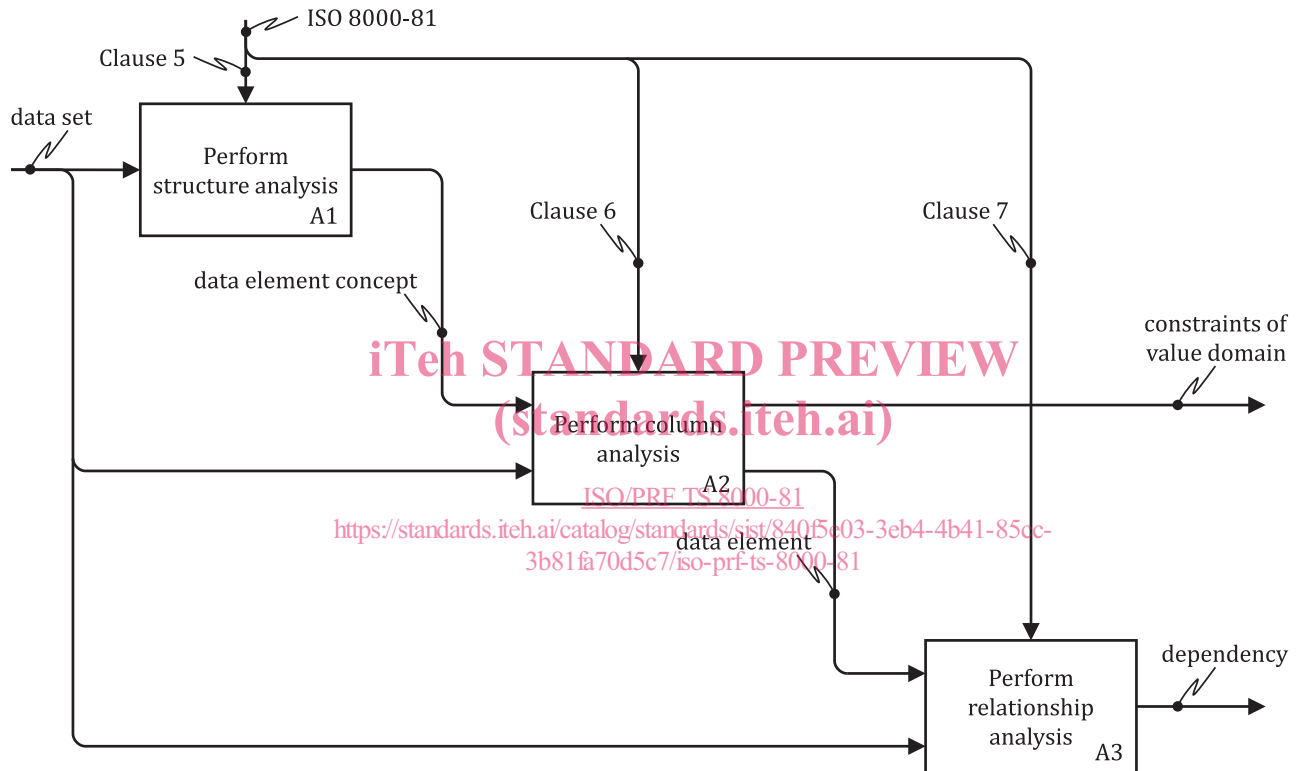 ISO 8000-81
Clause 5
data set
Perform
structure analysis
A1
Clause 6
Clause 7
data element concept
constraints of
value domain
iTeh STANDARD PREVIEW
(standards.iteh.ai)
Perform column
analysis
A2
ISO/PRF TS 8000-81
https://standards.iteh.ai/catalog/standards/sist/840f5e03-3eb4-4b41-85cc-
3b81fa70d5c7/iso-prf-ts-8000-81
data element
Perform
relationship
analysis
A3
dependency